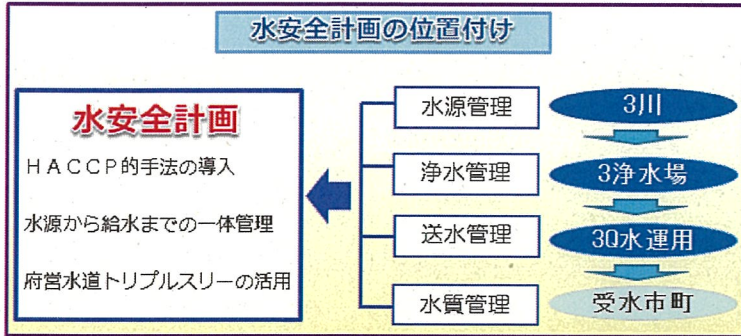 水安全計画の位置付け
水安全計画
ＨＡＣＣＰ的手法の導入
水源から給水までの一体管理
府営水道トリプルスリーの活用
水源管理
浄水管理
送水管理
水質管理
3川
3浄水場
3Q水運用
受水市町